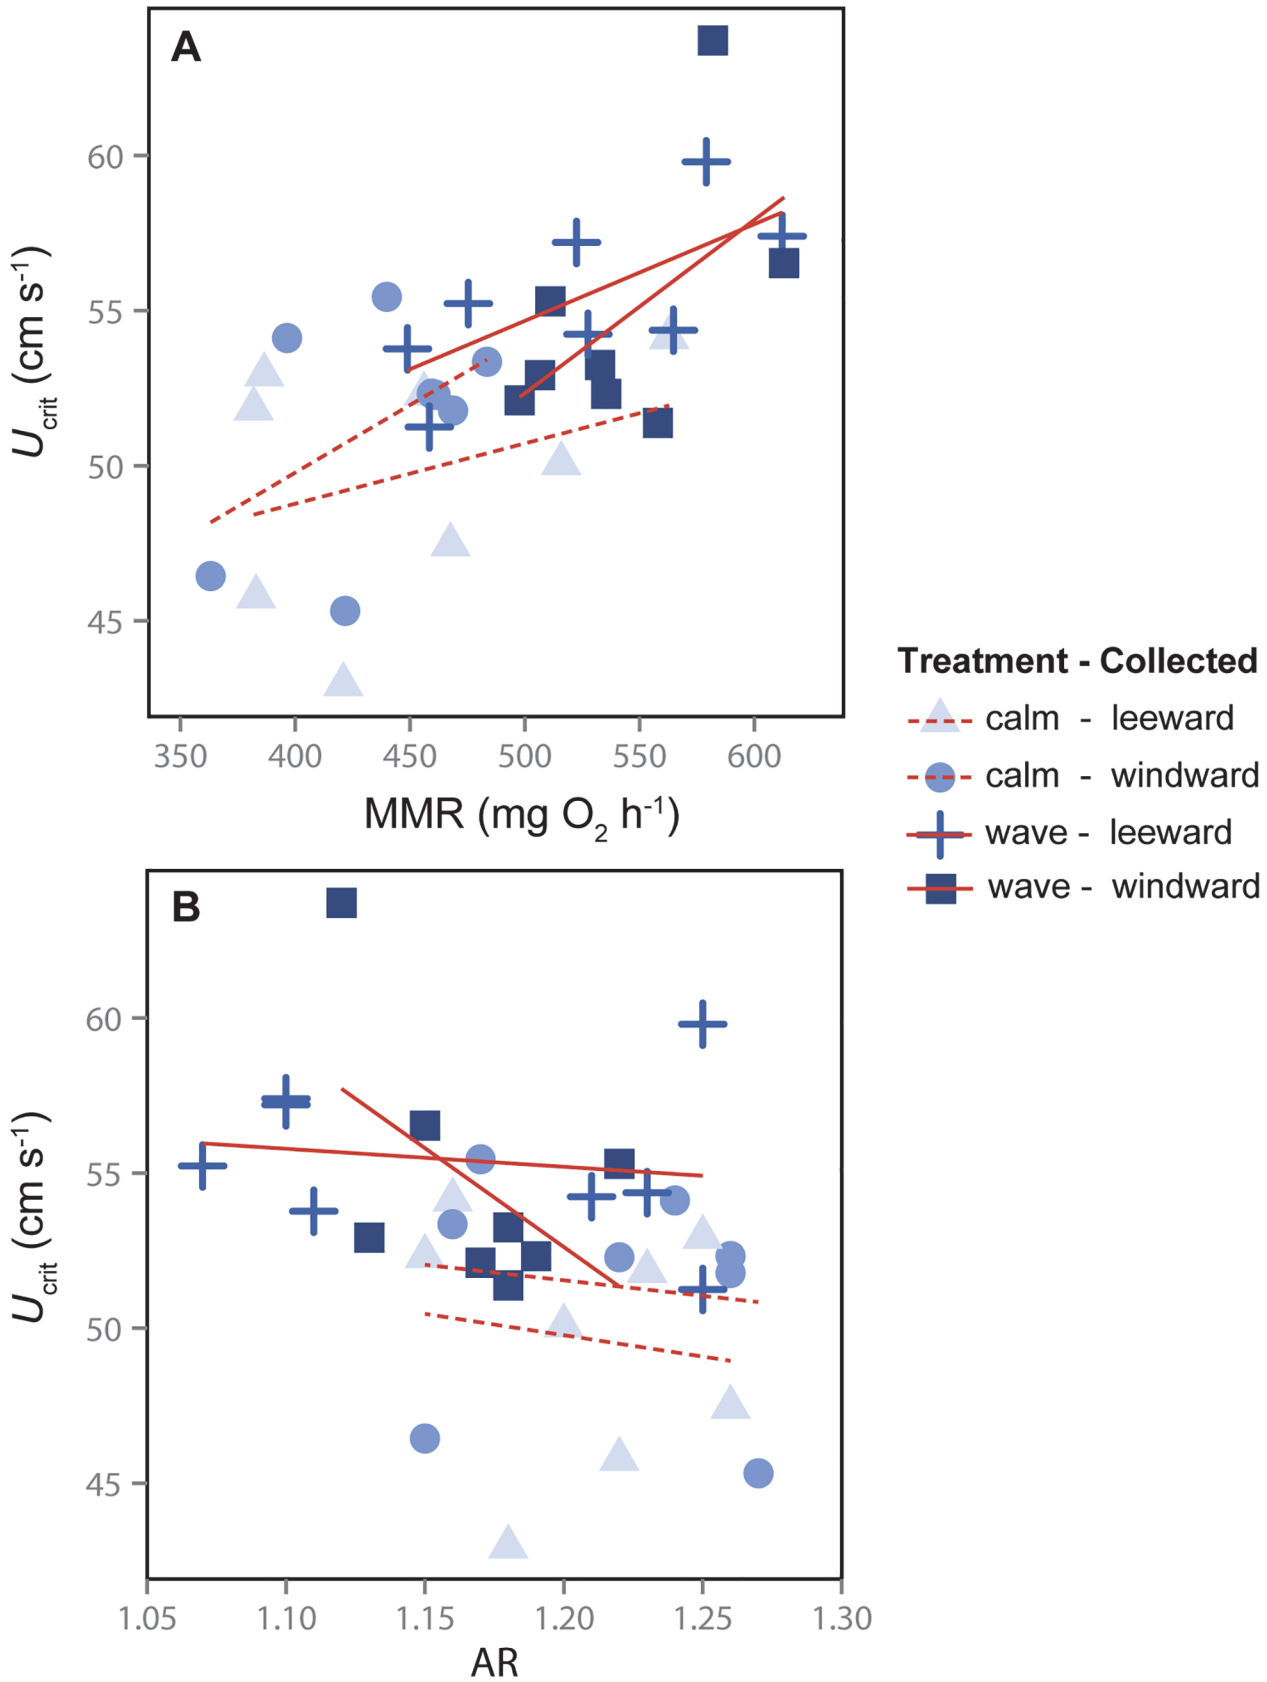 A
60
55
50
45
Ucrit (cm s-1)
350 400 450 500 550 600
MMR (mg O2 h-1)
Treatment - Collected
calm - leeward
calm - windward
wave - leeward
wave - windward
B
60
55
50
45
Ucrit (cm s-1)
1.05 1.10 1.15 1.20 1.25 1.30
AR